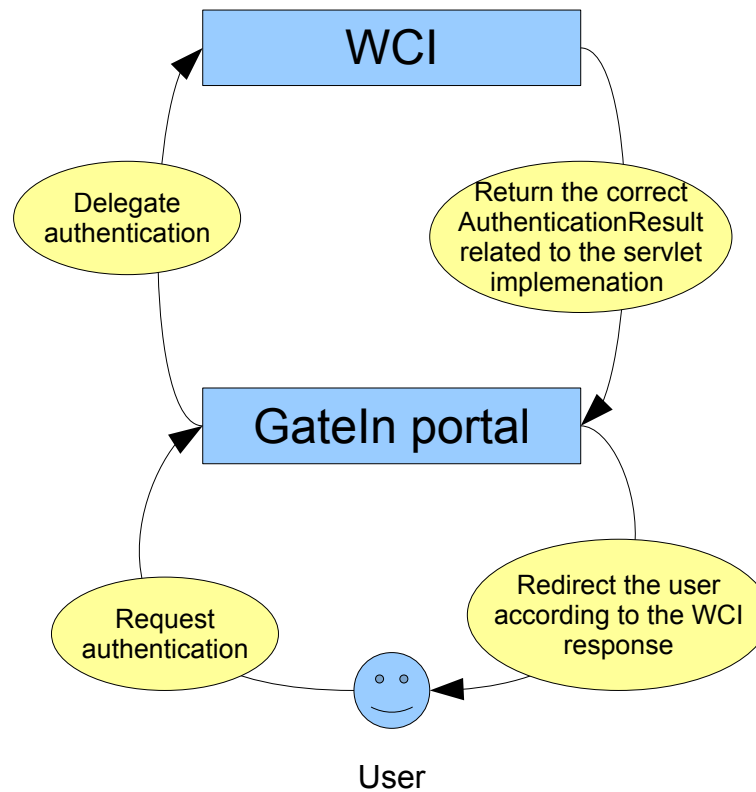 WCI
Delegate
authentication
Return the correct
AuthenticationResult
related to the servlet
implemenation
GateIn portal
Request
authentication
Redirect the user
according to the WCI
response
User